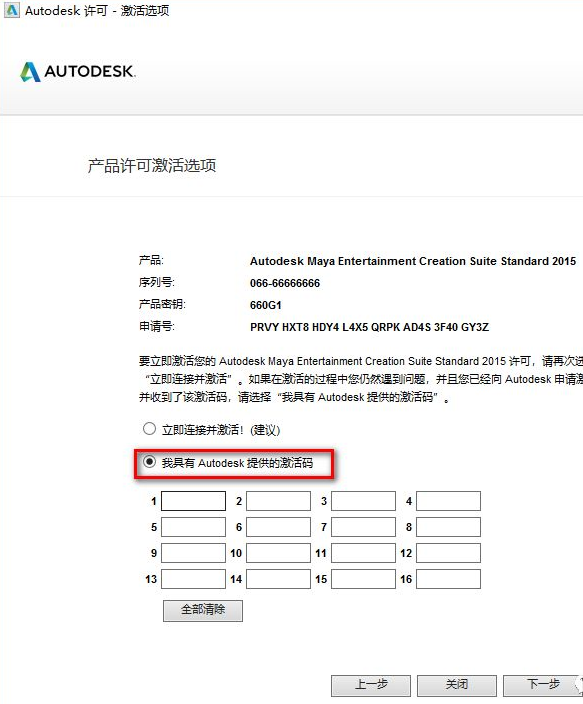 Autodesk 许可 - 激活选项
AUTODESK.
产品许可激活选项
产品: Autodesk Maya Entertainment Creation Suite Standard 2015
序列号: 066-66666666
产品密钥: 660G1
申请号: PRVY HXT8 HDY4 L4X5 QRPK AD4S 3F40 GY3Z
要立即激活您的 Autodesk Maya Entertainment Creation Suite Standard 2015 许可，请再次
“立即连接并激活”。如果在激活的过程中您仍然遇到问题，并且您已经向 Autodesk 申请
并收到了该激活码，请选择“我具有 Autodesk 提供的激活码”。
立即连接并激活! (建议)
我具有 Autodesk 提供的激活码
1 2 3 4
5 6 7 8
9 10 11 12
13 14 15 16
全部清除
上一步 关闭 下一步